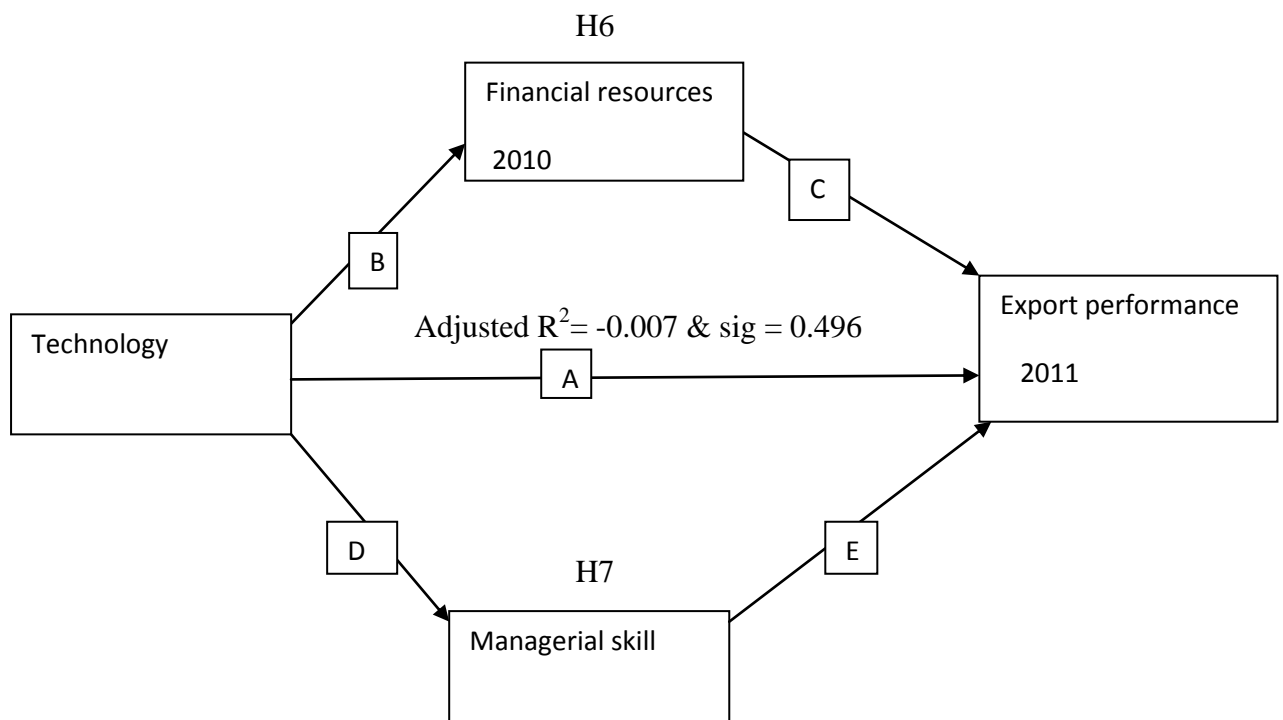 H6
Financial resources
2010
C
B
Adjusted R²= -0.007 & sig = 0.496
Export performance
2011
Technology
A
D
E
H7
Managerial skill